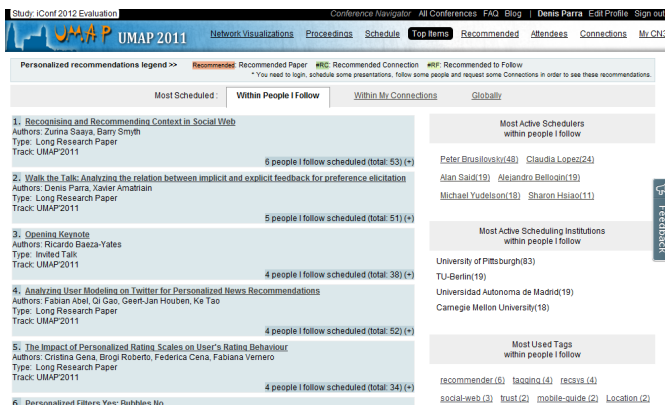 Study: iConf 2012 Evaluation
Conference Navigator All Conferences FAQ Blog | Denis Parra Edit Profile Sign out
UMAP UMAP 2011 Network Visualizations Proceedings Schedule Top Items Recommended Attendees Connections My CN3
Personalized recommendations legend >> Recommended: Recommended Paper #RC: Recommended Connection #RF: Recommended to Follow
* You need to login, schedule some presentations, follow some people and request some Connections in order to see these recommendations.
Most Scheduled : Within People I Follow Within My Connections Globally
1. Recognising and Recommending Context in Social Web
Authors: Zurina Saaya, Barry Smyth
Type: Long Research Paper
Track: UMAP'2011
6 people I follow scheduled (total: 53) (+)
2. Walk the Talk: Analyzing the relation between implicit and explicit feedback for preference elicitation
Authors: Denis Parra, Xavier Amatriain
Type: Long Research Paper
Track: UMAP'2011
5 people I follow scheduled (total: 51) (+)
3. Opening Keynote
Authors: Ricardo Baeza-Yates
Type: Invited Talk
Track: UMAP'2011
4 people I follow scheduled (total: 38) (+)
4. Analyzing User Modeling on Twitter for Personalized News Recommendations
Authors: Fabian Abel, Qi Gao, Geert-Jan Houben, Ke Tao
Type: Long Research Paper
Track: UMAP'2011
4 people I follow scheduled (total: 52) (+)
5. The Impact of Personalized Rating Scales on User's Rating Behaviour
Authors: Cristina Gena, Brogi Roberto, Federica Cena, Fabiana Vernero
Type: Long Research Paper
Track: UMAP'2011
4 people I follow scheduled (total: 34) (+)
6. Personalized Filters Yes; Bubbles No
Most Active Schedulers
within people I follow
Peter Brusilovsky(48) Claudia Lopez(24)
Alan Said(19) Alejandro Bellogin(19)
Michael Yudelson(18) Sharon Hsiao(11)
Most Active Scheduling Institutions
within people I follow
University of Pittsburgh(83)
TU-Berlin(19)
Universidad Autonoma de Madrid(19)
Carnegie Mellon University(18)
Most Used Tags
within people I follow
recommender (6) tagging (4) recsys (4)
social-web (3) trust (2) mobile-guide (2) Location (2)
Feedback